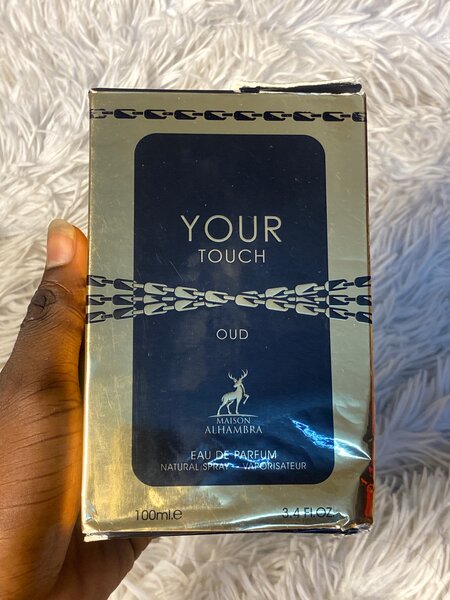 YOUR
TOUCH
OUD
MAISON
ALHAMBRA
EAU DE PARFUM
NATURAL SPRAY - VAPORISATEUR
100ml.e
3.4 Fl.OZ